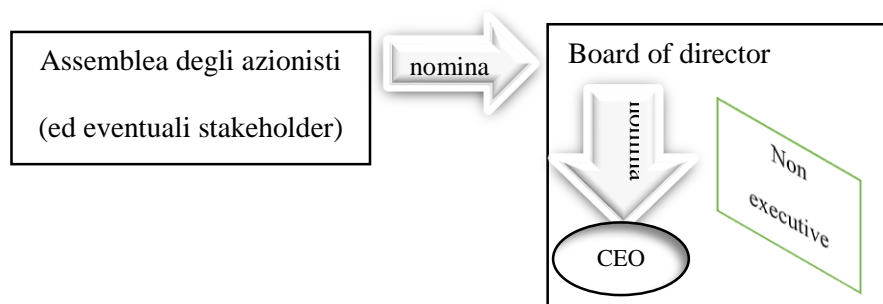 Assemblea degli azionisti
(ed eventuali stakeholder)
nomina
Board of director
nomina
Non
executive
CEO